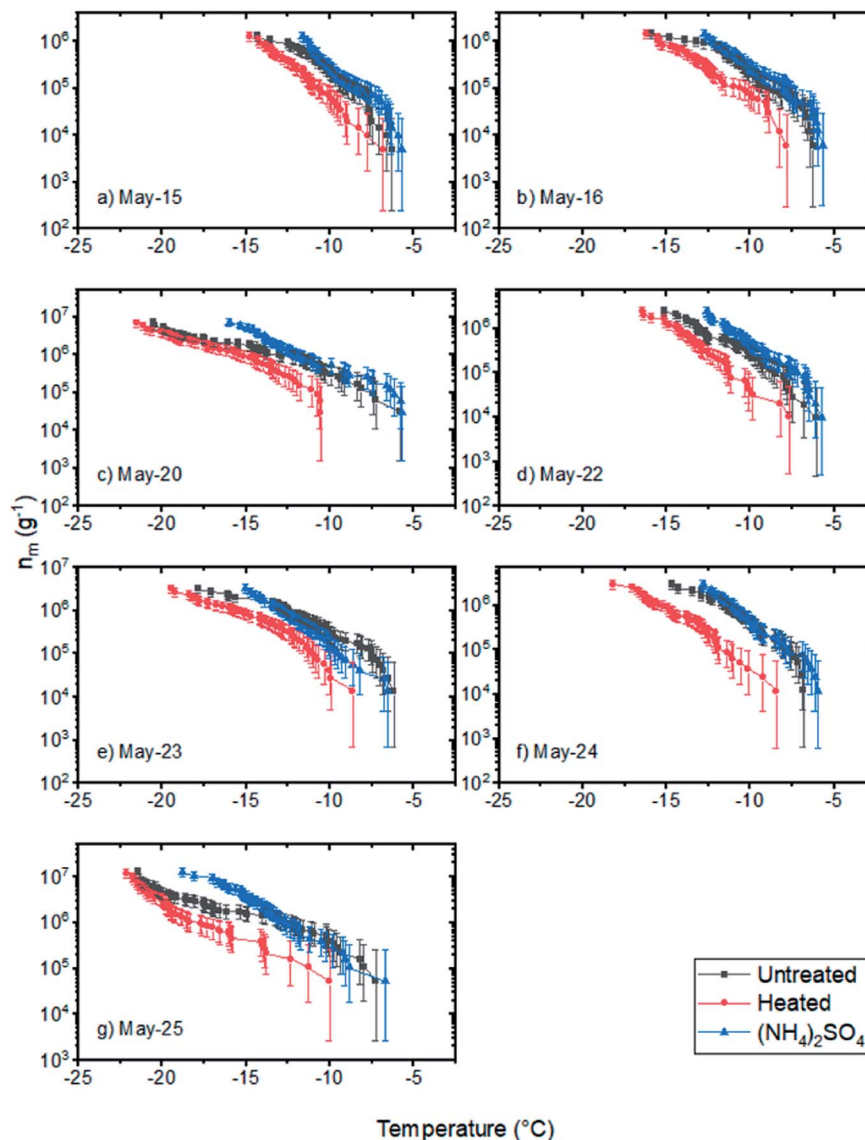 10⁶
10⁵
10⁴
10³
10²
a) May-15
-25 -20 -15 -10 -5
10⁶
10⁵
10⁴
10³
10²
b) May-16
-25 -20 -15 -10 -5
10⁷
10⁶
10⁵
10⁴
10³
10²
c) May-20
-25 -20 -15 -10 -5
10⁶
10⁵
10⁴
10³
10²
d) May-22
-25 -20 -15 -10 -5
nₘ (g⁻¹)
10⁷
10⁶
10⁵
10⁴
10³
10²
e) May-23
-25 -20 -15 -10 -5
10⁶
10⁵
10⁴
10³
10²
f) May-24
-25 -20 -15 -10 -5
10⁷
10⁶
10⁵
10⁴
10³
g) May-25
-25 -20 -15 -10 -5
Untreated
Heated
(NH₄)₂SO₄
Temperature (°C)